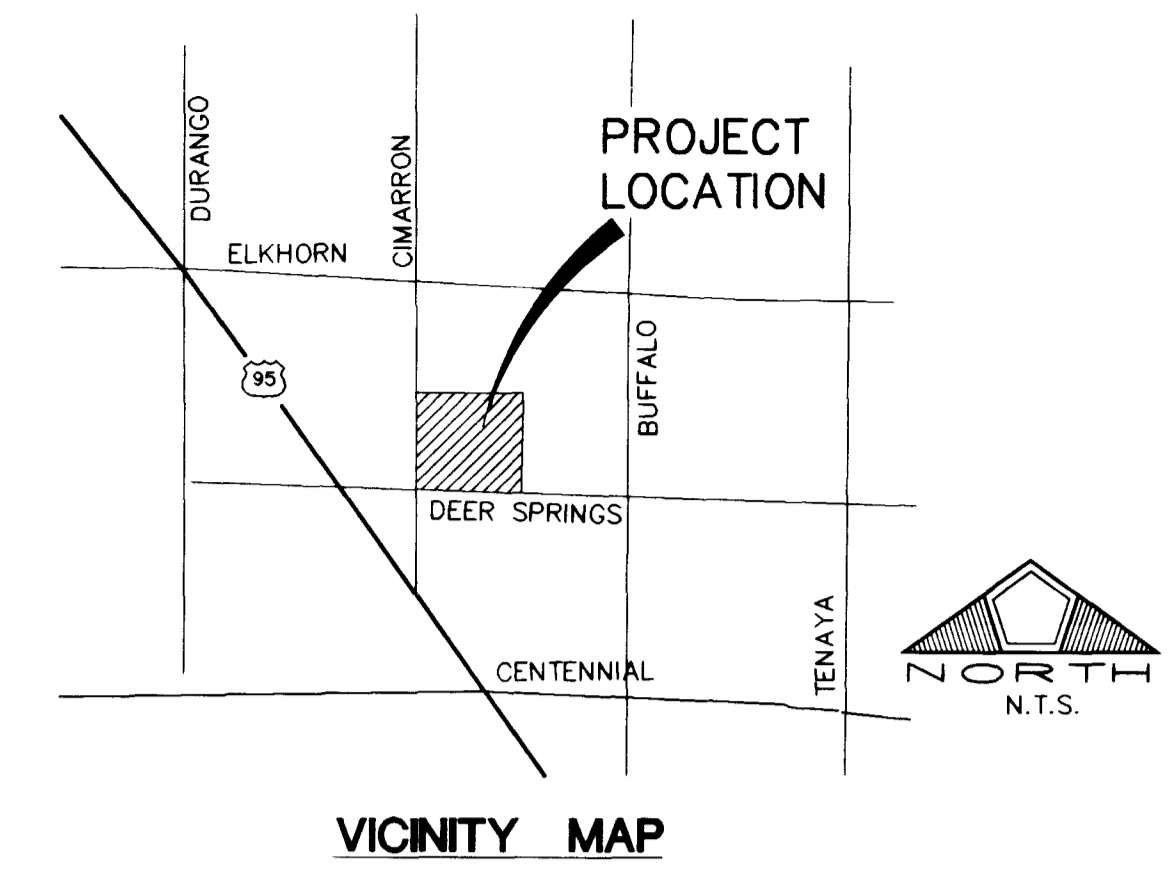 PROJECT
LOCATION
DURANGO
CIMARRON
ELKHORN
BUFFALO
95
DEER SPRINGS
TENAYA
CENTENNIAL
NORTH
N.T.S.
VICINITY MAP